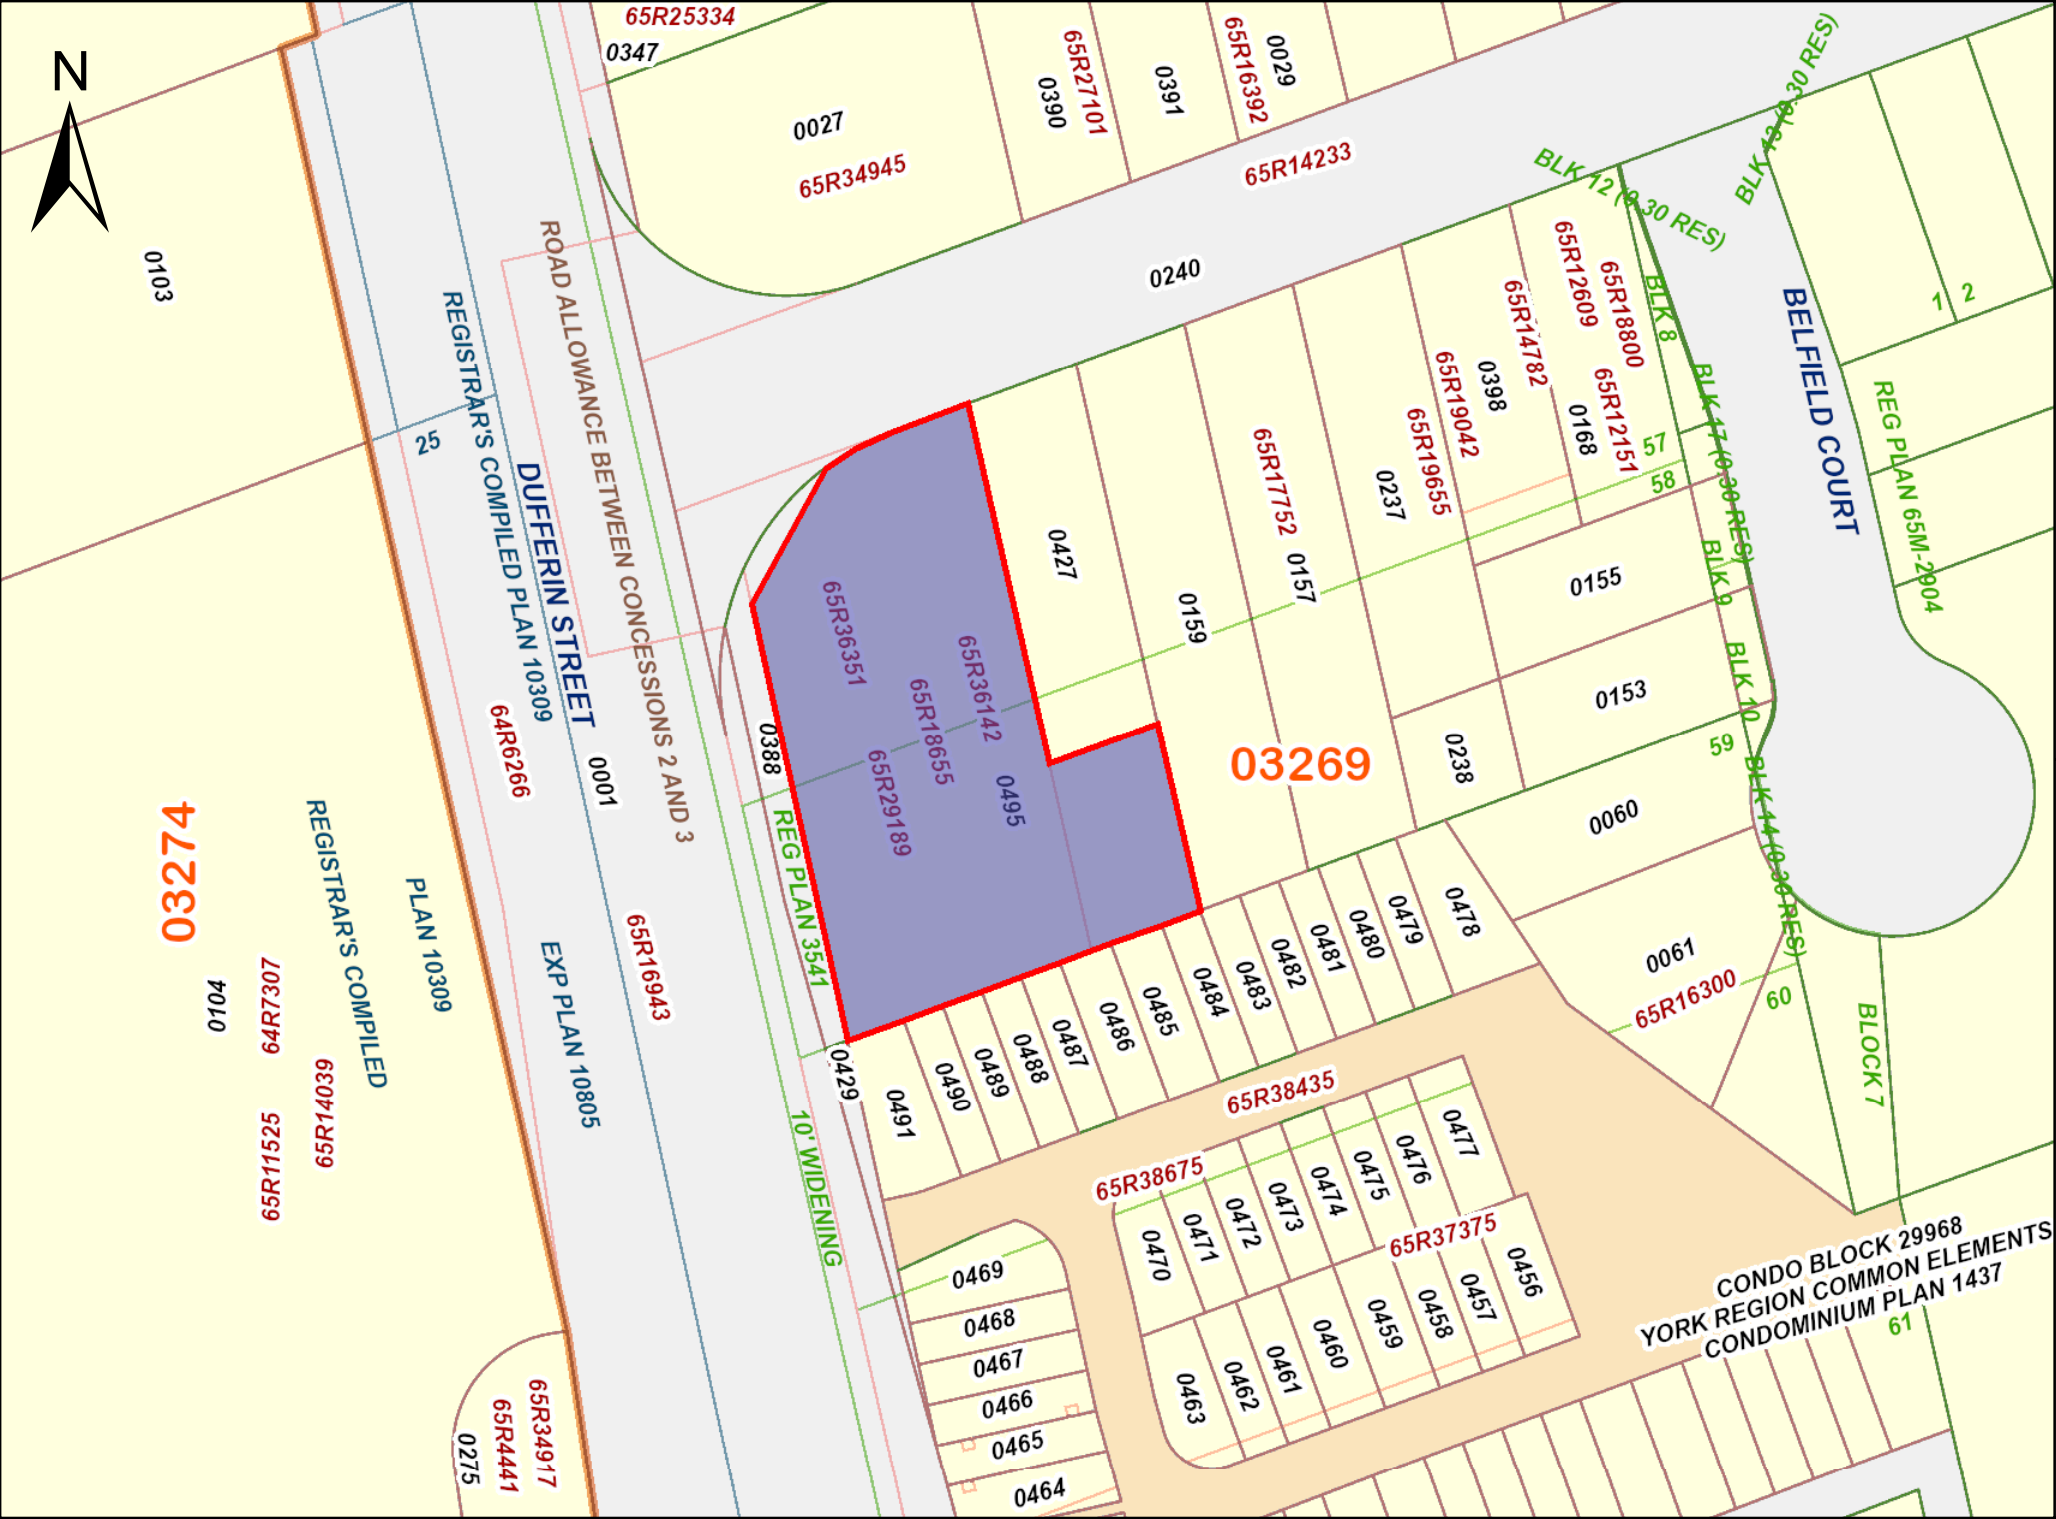 65R25334
0347
N
0027
65R34945
0390
65R27101
0391
65R16392
0029
65R14233
BLK 12 (0.30 RES)
BLK 13 (0.30 RES)
0103
0240
REGISTRAR'S COMPILED PLAN 10309
ROAD ALLOWANCE BETWEEN CONCESSIONS 2 AND 3
DUFFERIN STREET
25
65R12609
65R18800
BLK 8
65R14782
0398
65R19042
65R19655
65R12151
0168
57
58
BLK 17 (0.30 RES)
BELFIELD COURT
1
2
REG PLAN 65M-2904
65R17752
0237
0427
0159
0157
0155
BLK 9
0153
BLK 10
59
65R36351
65R36142
65R18655
65R29189
0495
0388
03269
0238
0060
BLK 14 (0.30 RES)
64R6266
0001
REG PLAN 3541
03274
REGISTRAR'S COMPILED
PLAN 10309
0104
64R7307
65R14039
65R11525
EXP PLAN 10805
65R16943
0478
0479
0480
0481
0482
0483
0484
0485
0486
0487
0488
0489
0490
0491
0429
0061
65R16300
60
BLOCK 7
10' WIDENING
65R38435
65R38675
0477
0476
0475
0474
0473
0472
0471
0470
65R37375
0469
0468
0467
0466
0465
0464
0456
0457
0458
0459
0460
0461
0462
0463
CONDO BLOCK 29968
YORK REGION COMMON ELEMENTS
CONDOMINIUM PLAN 1437
61
65R34917
65R4441
0275